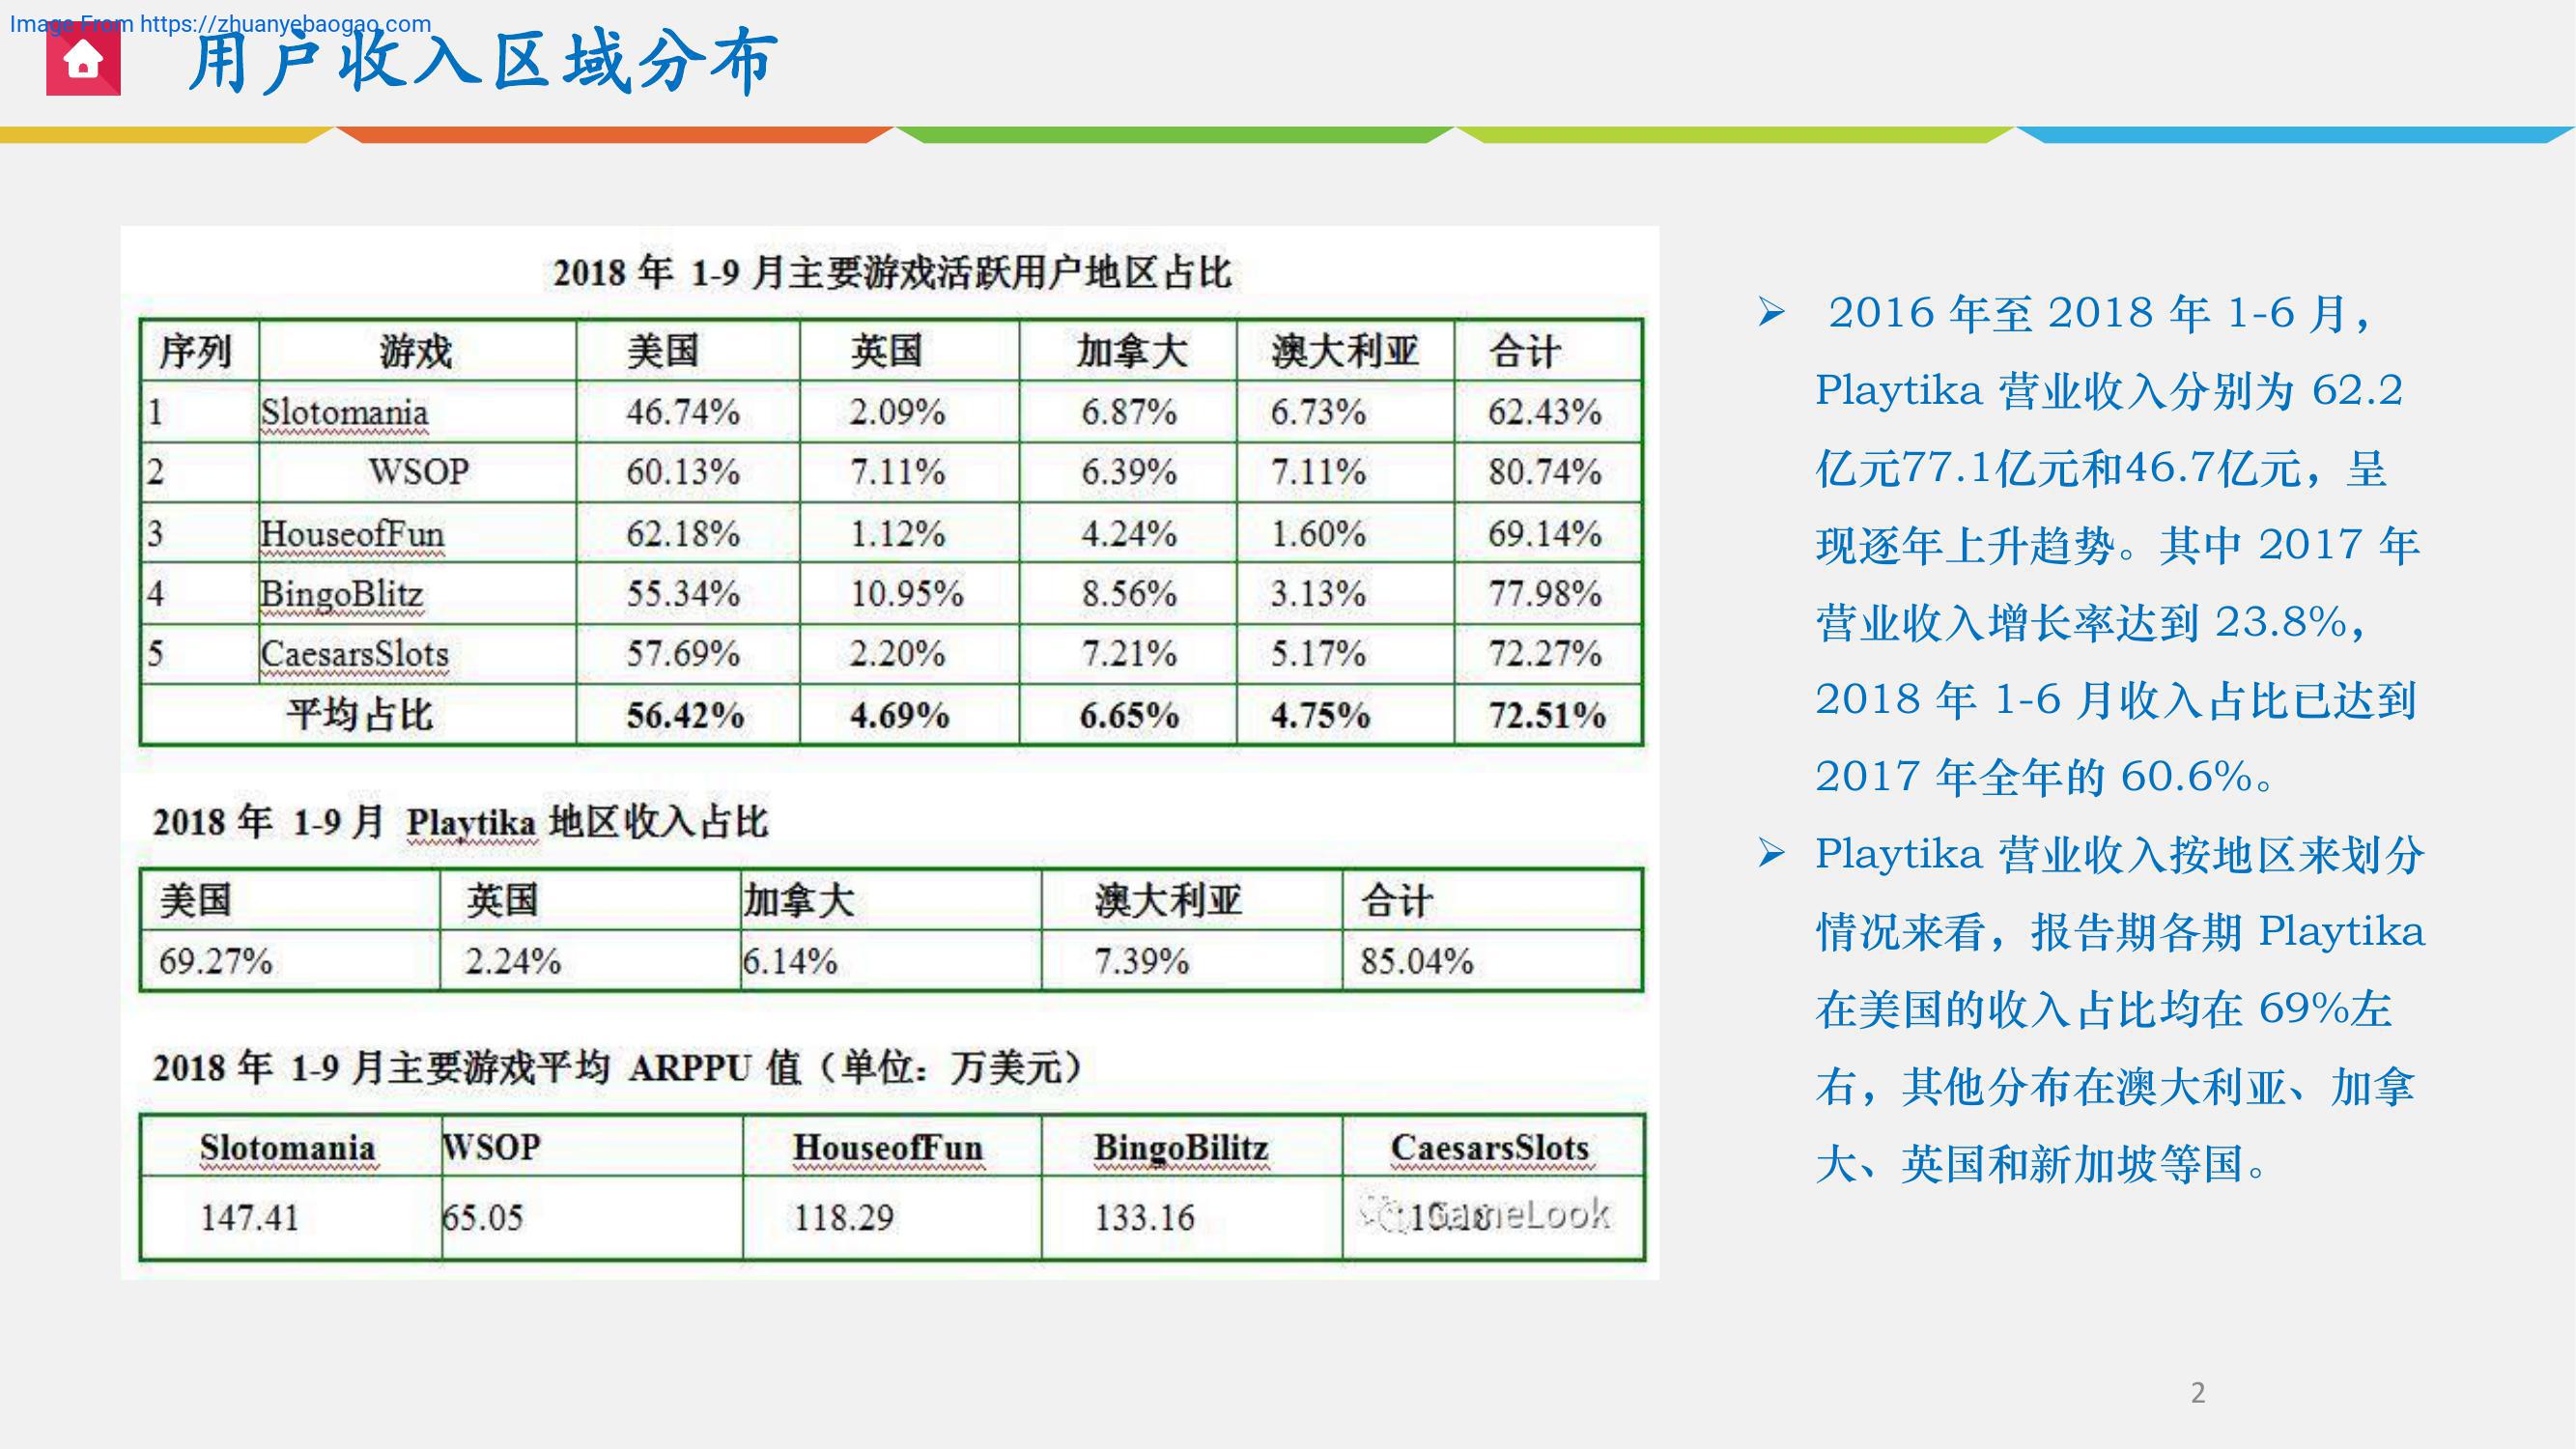 Image From https://zhuanyebaogao.com
用户收入区域分布
2018 年 1-9 月主要游戏活跃用户地区占比
序列 游戏 美国 英国 加拿大 澳大利亚 合计
1 Slotomania 46.74% 2.09% 6.87% 6.73% 62.43%
2 WSOP 60.13% 7.11% 6.39% 7.11% 80.74%
3 HouseofFun 62.18% 1.12% 4.24% 1.60% 69.14%
4 BingoBlitz 55.34% 10.95% 8.56% 3.13% 77.98%
5 CaesarsSlots 57.69% 2.20% 7.21% 5.17% 72.27%
平均占比 56.42% 4.69% 6.65% 4.75% 72.51%
2018 年 1-9 月 Playtika 地区收入占比
美国 英国 加拿大 澳大利亚 合计
69.27% 2.24% 6.14% 7.39% 85.04%
2018 年 1-9 月主要游戏平均 ARPPU 值（单位：万美元）
Slotomania WSOP HouseofFun BingoBilitz CaesarsSlots
147.41 65.05 118.29 133.16
GameLook
➢ 2016 年至 2018 年 1-6 月，
Playtika 营业收入分别为 62.2
亿元77.1亿元和46.7亿元，呈
现逐年上升趋势。其中 2017 年
营业收入增长率达到 23.8%，
2018 年 1-6 月收入占比已达到
2017 年全年的 60.6%。
➢ Playtika 营业收入按地区来划分
情况来看，报告期各期 Playtika
在美国的收入占比均在 69%左
右，其他分布在澳大利亚、加拿
大、英国和新加坡等国。
2